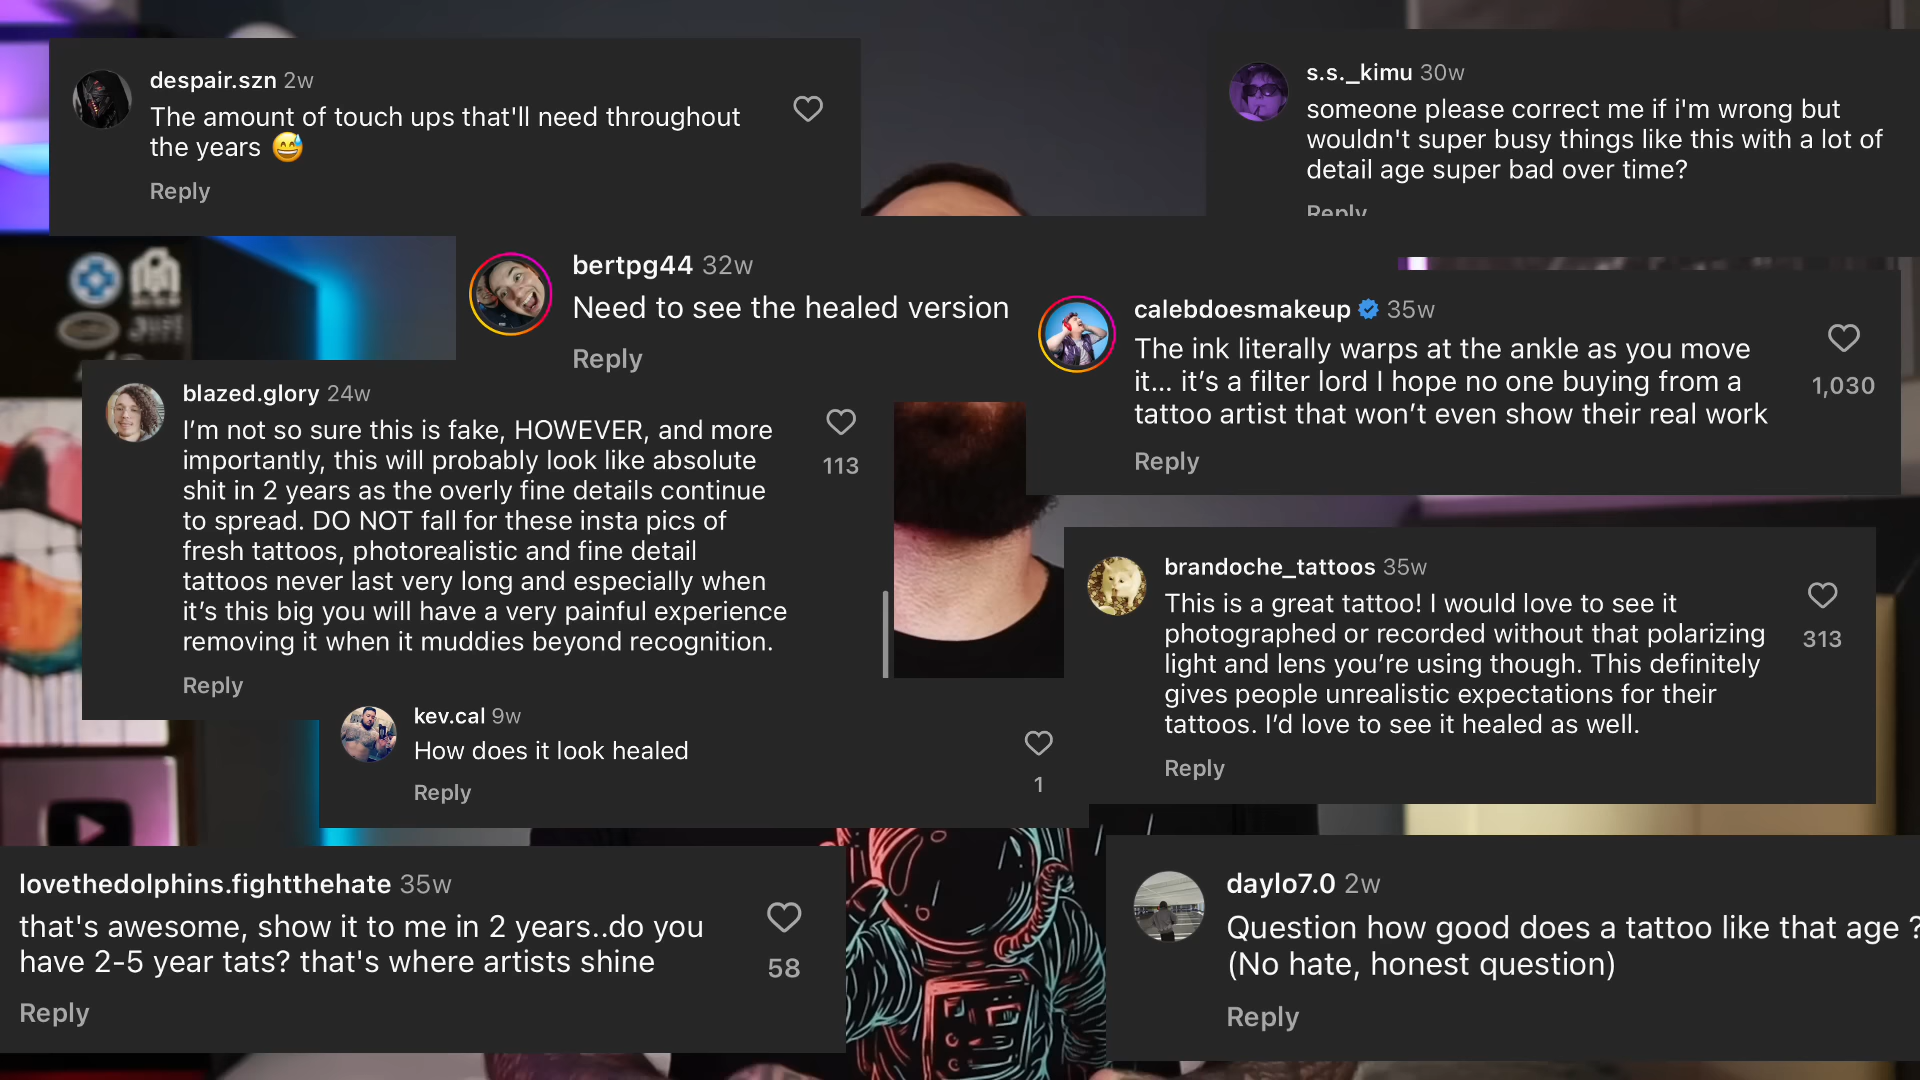 despair.szn 2w
The amount of touch ups that'll need throughout
the years 😅
Reply
s.s._kimu 30w
someone please correct me if i'm wrong but
wouldn't super busy things like this with a lot of
detail age super bad over time?
Reply
bertpg44 32w
Need to see the healed version
Reply
calebdoesmakeup 35w
The ink literally warps at the ankle as you move
it... it's a filter lord I hope no one buying from a
tattoo artist that won't even show their real work
Reply
1,030
blazed.glory 24w
I'm not so sure this is fake, HOWEVER, and more
importantly, this will probably look like absolute
shit in 2 years as the overly fine details continue
to spread. DO NOT fall for these insta pics of
fresh tattoos, photorealistic and fine detail
tattoos never last very long and especially when
it's this big you will have a very painful experience
removing it when it muddies beyond recognition.
Reply
113
brandoche_tattoos 35w
This is a great tattoo! I would love to see it
photographed or recorded without that polarizing
light and lens you're using though. This definitely
gives people unrealistic expectations for their
tattoos. I'd love to see it healed as well.
Reply
313
kev.cal 9w
How does it look healed
Reply
1
lovethedolphins.fightthehate 35w
that's awesome, show it to me in 2 years..do you
have 2-5 year tats? that's where artists shine
Reply
58
daylo7.0 2w
Question how good does a tattoo like that age ?
(No hate, honest question)
Reply